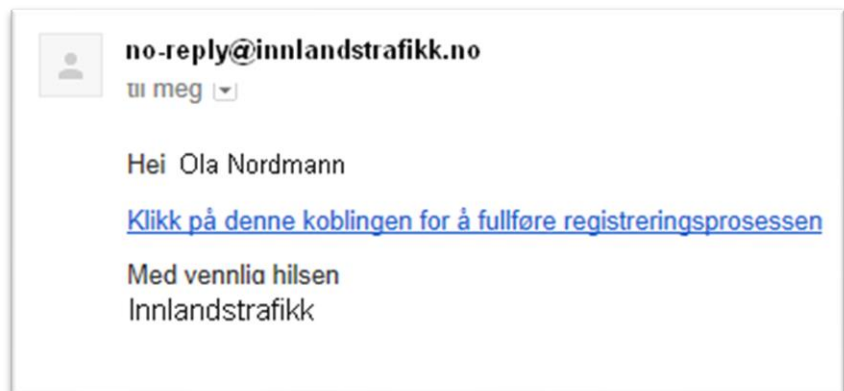 no-reply@innlandstrafikk.no
til meg
Hei Ola Nordmann
Klikk på denne koblingen for å fullføre registreringsprosessen
Med vennlig hilsen
Innlandstrafikk